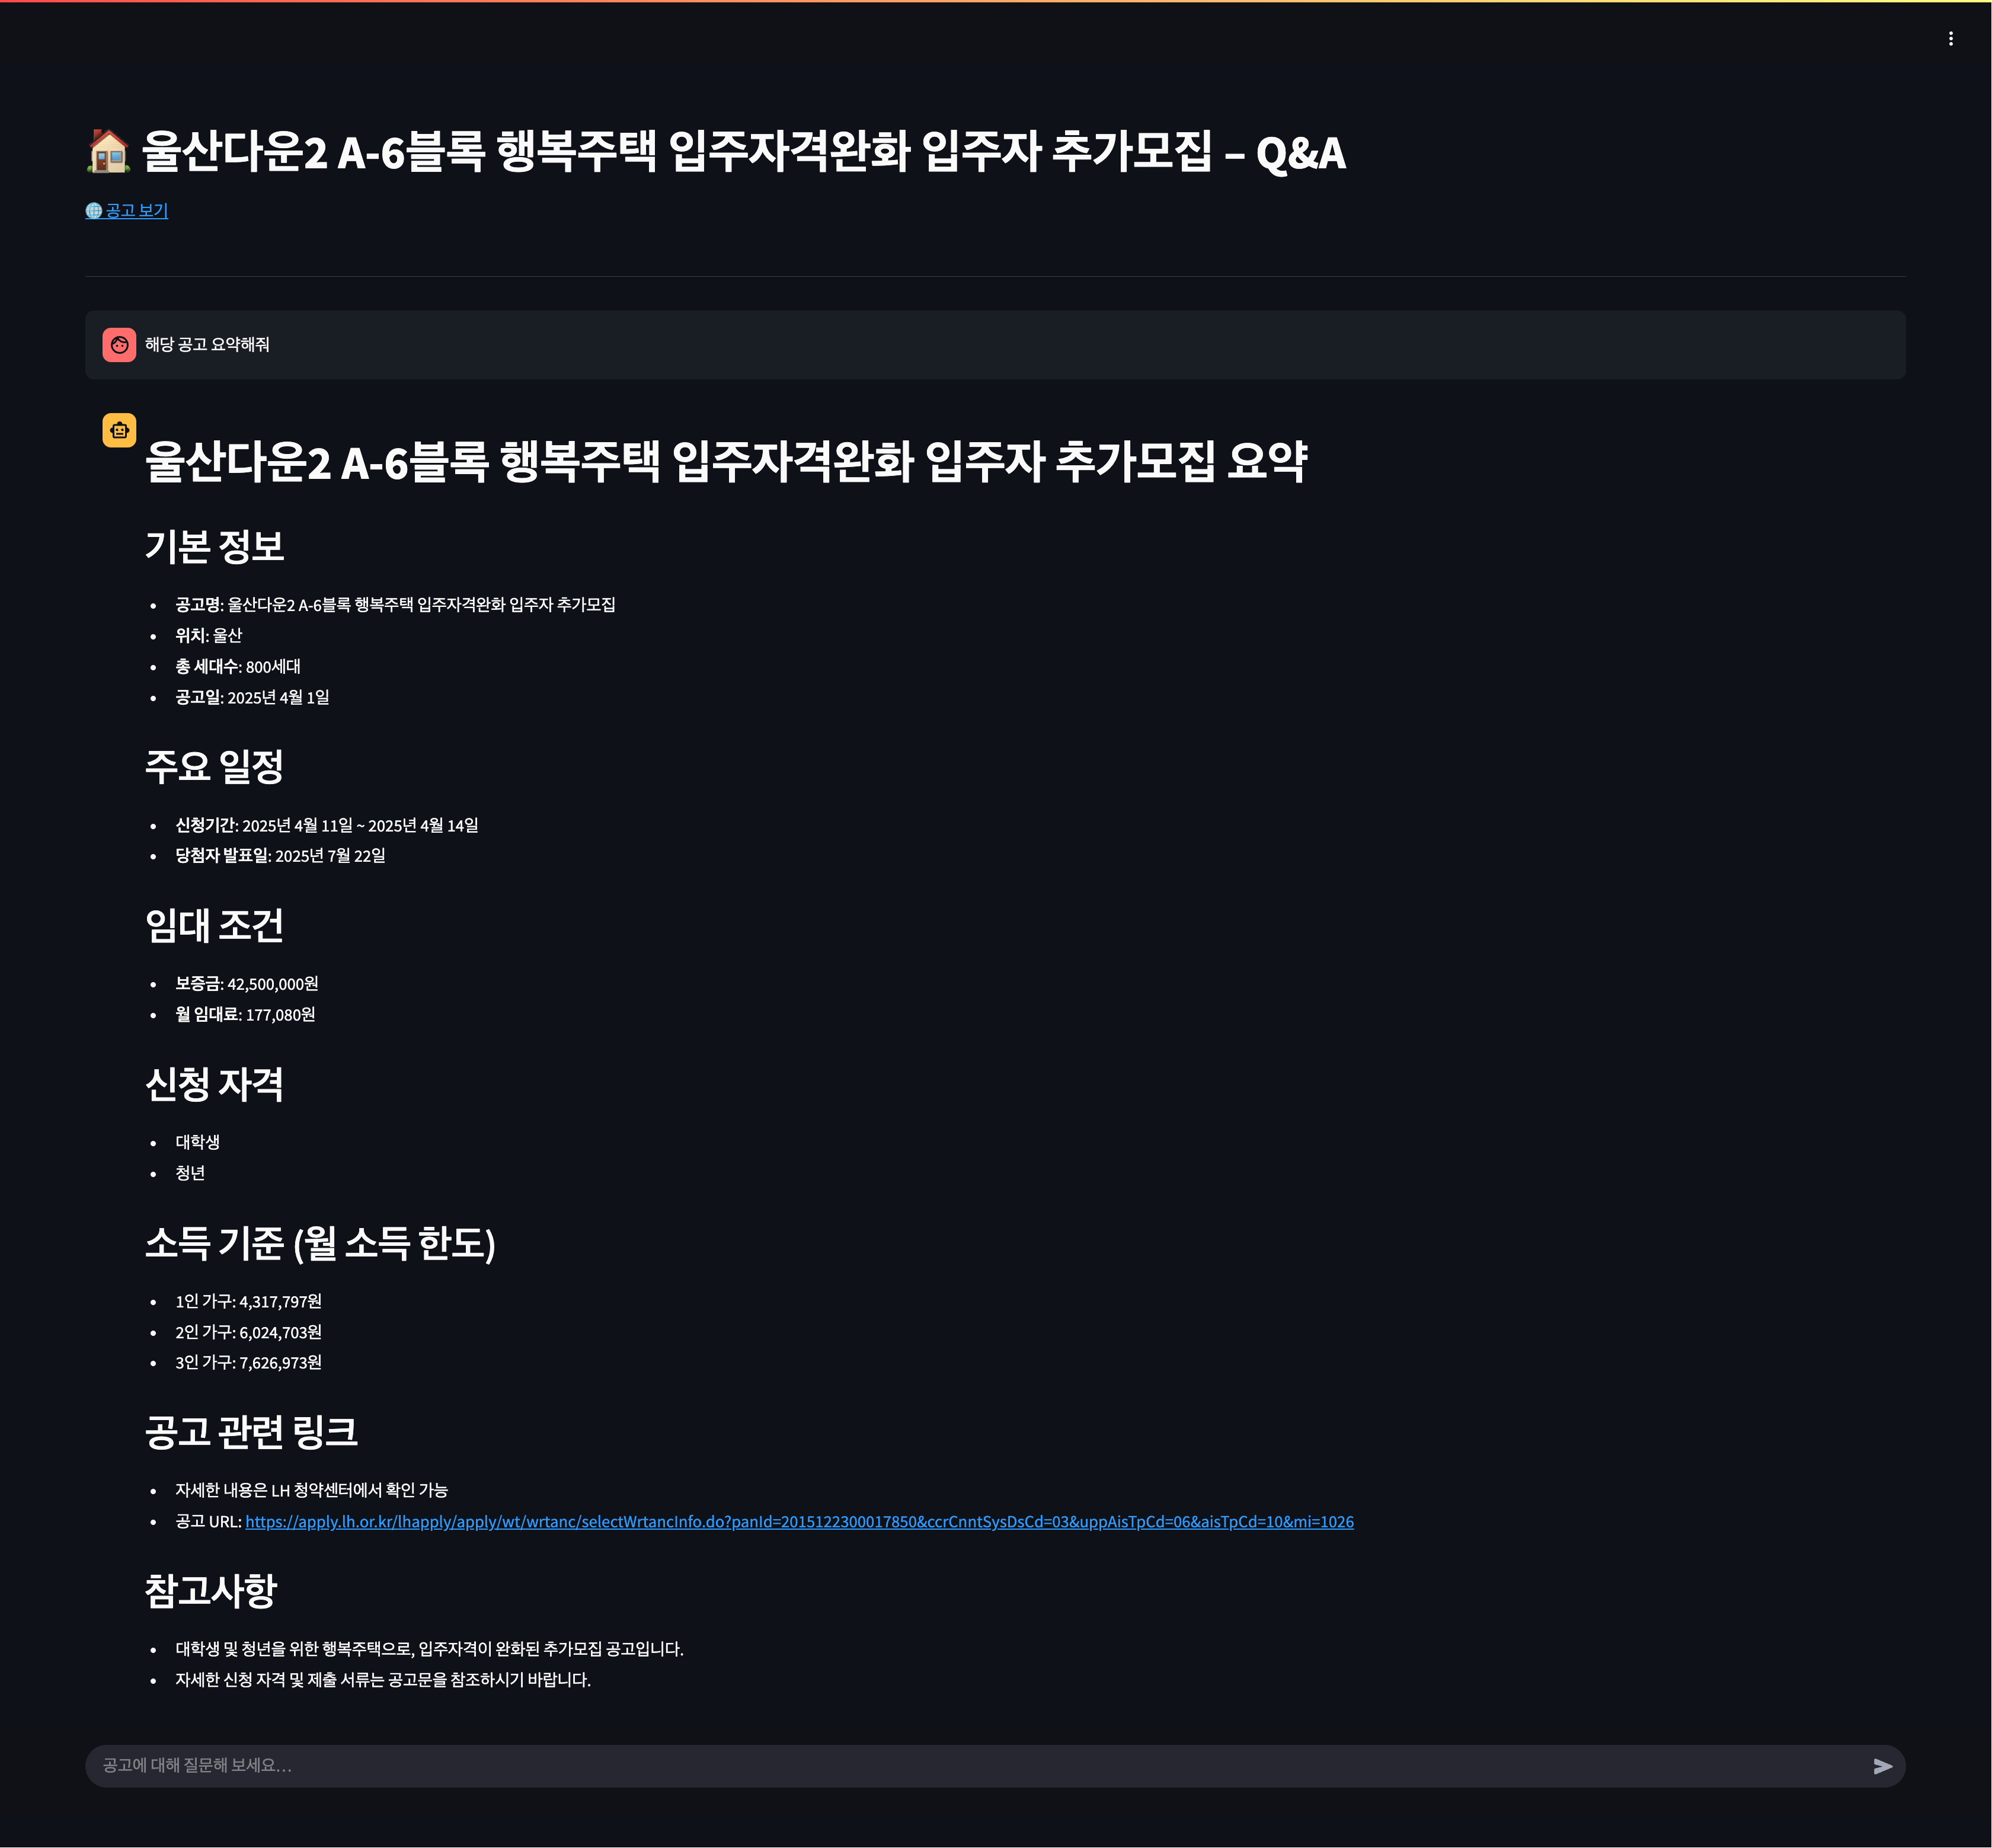 울산다운2 A-6블록 행복주택 입주자격완화 입주자 추가모집 – Q&A
공고 보기
해당 공고 요약해줘
울산다운2 A-6블록 행복주택 입주자격완화 입주자 추가모집 요약
기본 정보
• 공고명: 울산다운2 A-6블록 행복주택 입주자격완화 입주자 추가모집
• 위치: 울산
• 총 세대수: 800세대
• 공고일: 2025년 4월 1일
주요 일정
• 신청기간: 2025년 4월 11일 ~ 2025년 4월 14일
• 당첨자 발표일: 2025년 7월 22일
임대 조건
• 보증금: 42,500,000원
• 월 임대료: 177,080원
신청 자격
• 대학생
• 청년
소득 기준 (월 소득 한도)
• 1인 가구: 4,317,797원
• 2인 가구: 6,024,703원
• 3인 가구: 7,626,973원
공고 관련 링크
• 자세한 내용은 LH 청약센터에서 확인 가능
• 공고 URL: https://apply.lh.or.kr/lhapply/apply/wt/wrtanc/selectWrtancInfo.do?panId=2015122300017850&ccrCnntSysDsCd=03&uppAisTpCd=06&aisTpCd=10&mi=1026
참고사항
• 대학생 및 청년을 위한 행복주택으로, 입주자격이 완화된 추가모집 공고입니다.
• 자세한 신청 자격 및 제출 서류는 공고문을 참조하시기 바랍니다.
공고에 대해 질문해 보세요…